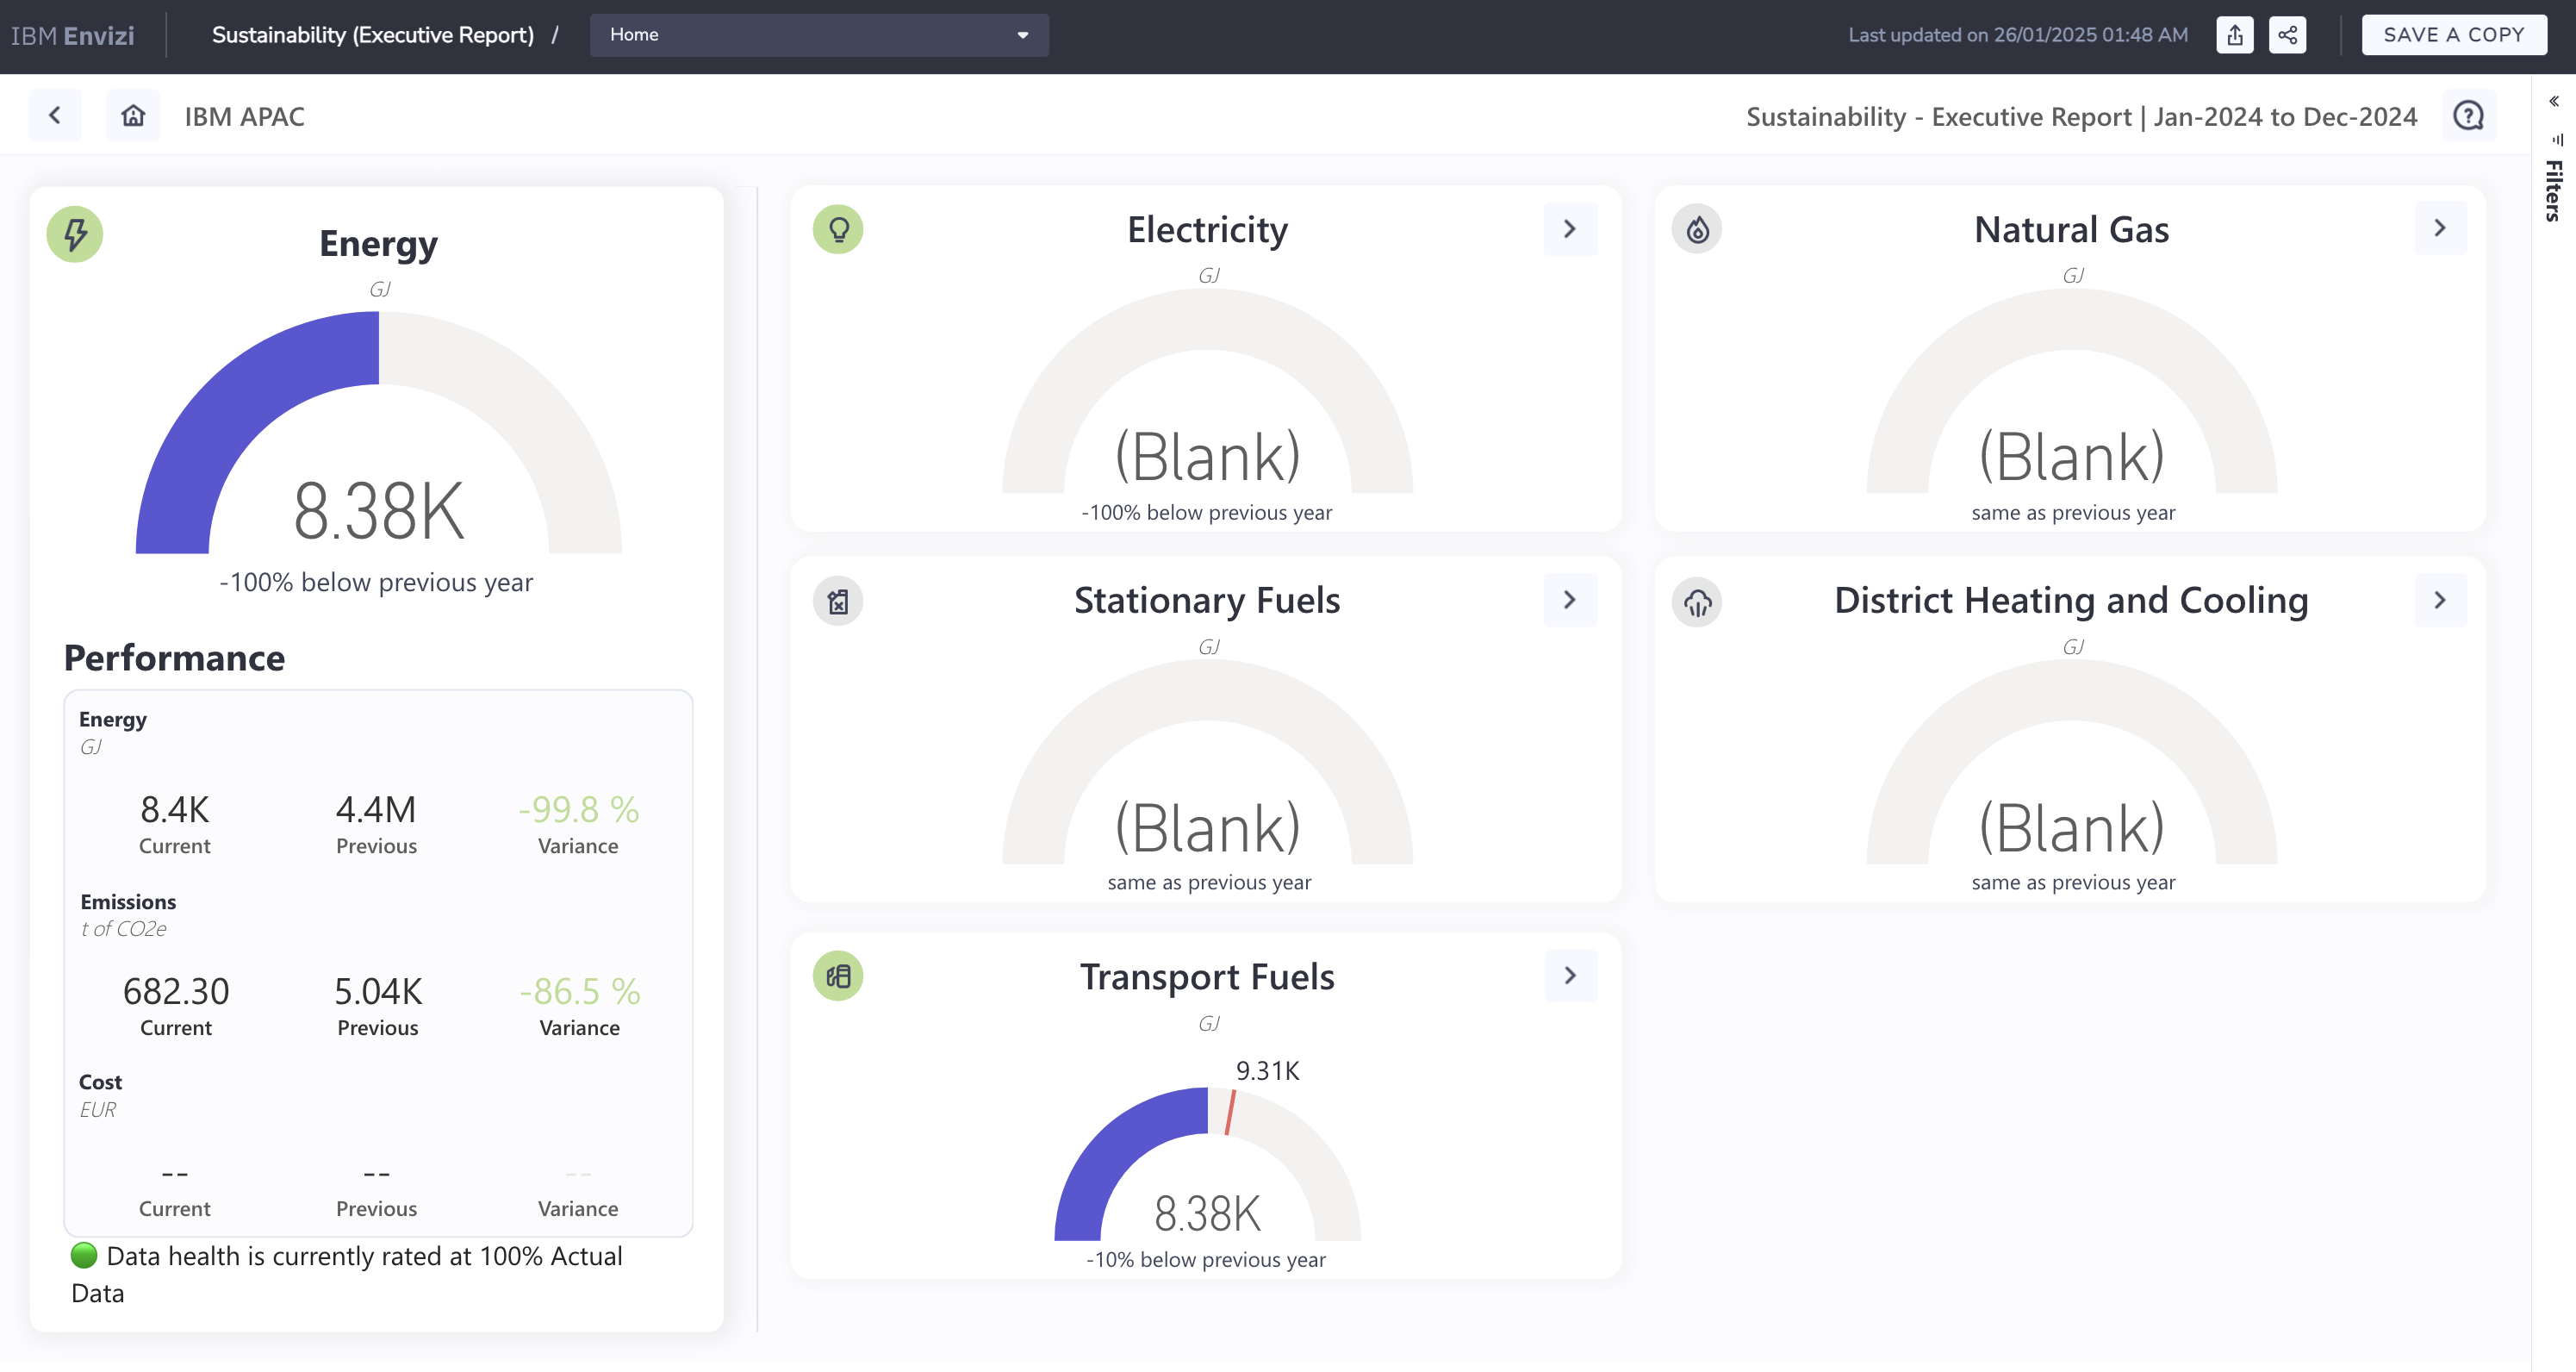 IBM Envizi
Sustainability (Executive Report) /
Home
Last updated on 26/01/2025 01:48 AM
SAVE A COPY
IBM APAC
Sustainability - Executive Report | Jan-2024 to Dec-2024
Filters
Energy
GJ
8.38K
-100% below previous year
Performance
Energy
GJ
8.4K 4.4M -99.8 %
Current Previous Variance
Emissions
t of CO2e
682.30 5.04K -86.5 %
Current Previous Variance
Cost
EUR
-- -- --
Current Previous Variance
Data health is currently rated at 100% Actual
Data
Electricity
GJ
(Blank)
-100% below previous year
Natural Gas
GJ
(Blank)
same as previous year
Stationary Fuels
GJ
(Blank)
same as previous year
District Heating and Cooling
GJ
(Blank)
same as previous year
Transport Fuels
GJ
9.31K
8.38K
-10% below previous year